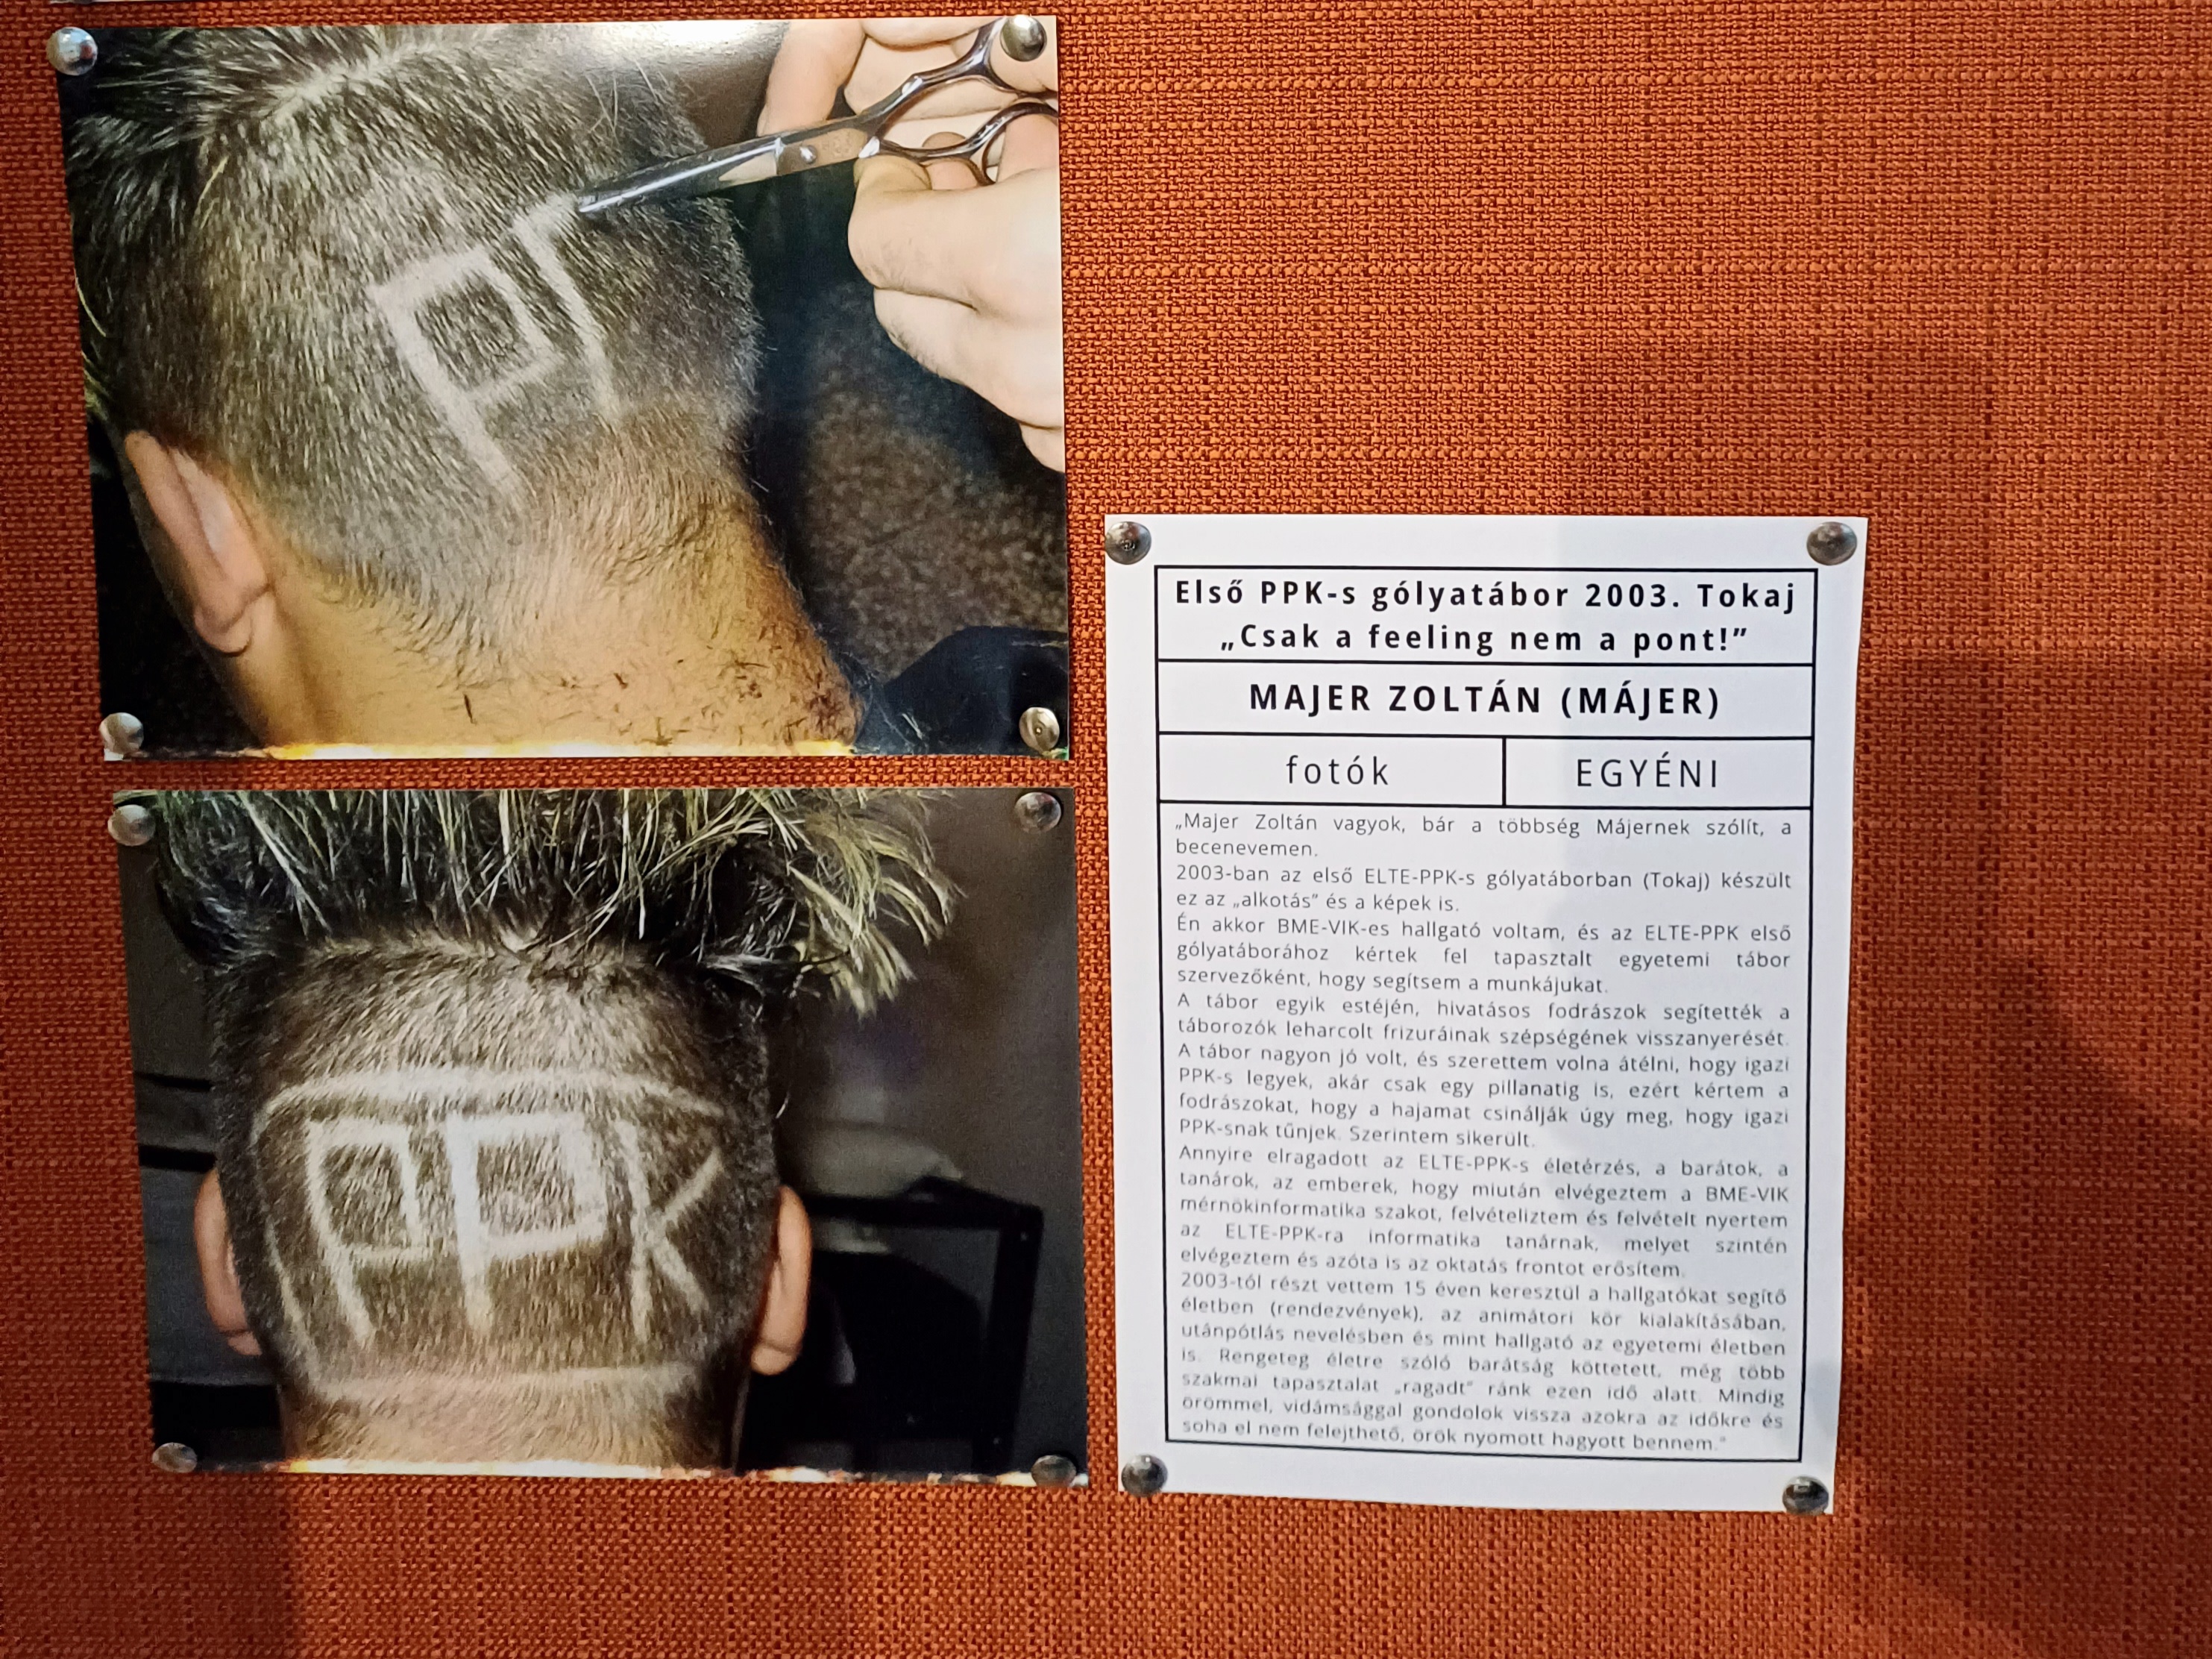 PP
PPK
Első PPK-s gólyatábor 2003. Tokaj
„Csak a feeling nem a pont!”
MAJER ZOLTÁN (MÁJER)
fotók
EGYÉNI
„Majer Zoltán vagyok, bár a többség Májernek szólít, a
becenevemen.
2003-ban az első ELTE-PPK-s gólyatáborban (Tokaj) készült
ez az „alkotás” és a képek is.
Én akkor BME-VIK-es hallgató voltam, és az ELTE-PPK első
gólyatáborához kértek fel tapasztalt egyetemi tábor
szervezőként, hogy segítsem a munkájukat.
A tábor egyik estéjén, hivatásos fodrászok segítették a
táborozók leharcolt frizuráinak szépségének visszanyerését.
A tábor nagyon jó volt, és szerettem volna átélni, hogy igazi
PPK-s legyek, akár csak egy pillanatig is, ezért kértem a
fodrászokat, hogy a hajamat csinálják úgy meg, hogy igazi
PPK-snak tűnjek. Szerintem sikerült.
Annyire elragadott az ELTE-PPK-s életérzés, a barátok, a
tanárok, az emberek, hogy miután elvégeztem a BME-VIK
mérnökinformatika szakot, felvételiztem és felvételt nyertem
az ELTE-PPK-ra informatika tanárnak, melyet szintén
elvégeztem és azóta is az oktatás frontot erősítem.
2003-tól részt vettem 15 éven keresztül a hallgatókat segítő
életben (rendezvények), az animátori kör kialakításában,
utánpótlás nevelésben és mint hallgató az egyetemi életben
is. Rengeteg életre szóló barátság köttetett, még több
szakmai tapasztalat „ragadt” ránk ezen idő alatt. Mindig
örömmel, vidámsággal gondolok vissza azokra az időkre és
soha el nem felejthető, örök nyomott hagyott bennem.”